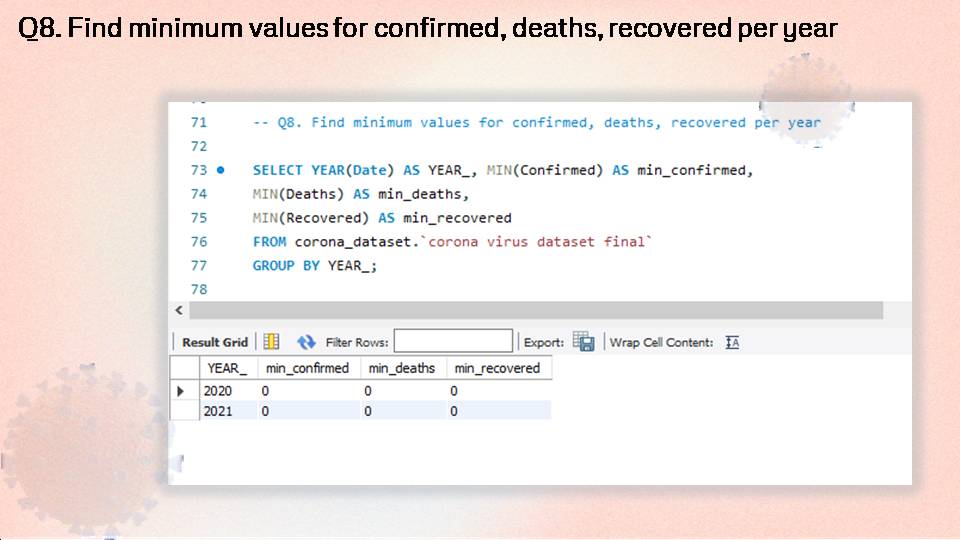 Q8. Find minimum values for confirmed, deaths, recovered per year
71 -- Q8. Find minimum values for confirmed, deaths, recovered per year
72
73 SELECT YEAR(Date) AS YEAR_, MIN(Confirmed) AS min_confirmed,
74 MIN(Deaths) AS min_deaths,
75 MIN(Recovered) AS min_recovered
76 FROM corona_dataset.`corona virus dataset final`
77 GROUP BY YEAR_;
78
Result Grid Filter Rows: Export: Wrap Cell Content:
YEAR_ min_confirmed min_deaths min_recovered
2020 0 0 0
2021 0 0 0